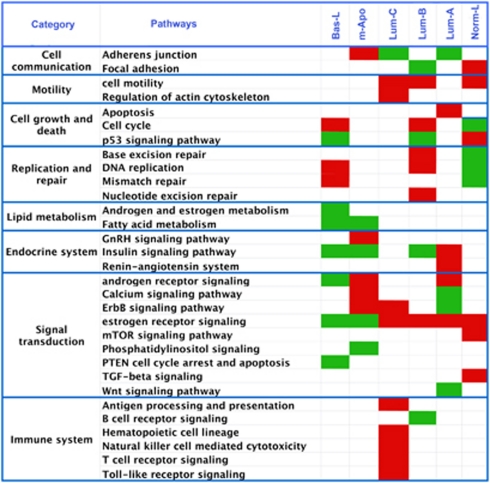 Category Pathways Bas-L m-Apo Lum-C Lum-B Lum-A Norm-L
Cell communication
Adherens junction
Focal adhesion
Motility
cell motility
Regulation of actin cytoskeleton
Cell growth and death
Apoptosis
Cell cycle
p53 signaling pathway
Replication and repair
Base excision repair
DNA replication
Mismatch repair
Nucleotide excision repair
Lipid metabolism
Androgen and estrogen metabolism
Fatty acid metabolism
Endocrine system
GnRH signaling pathway
Insulin signaling pathway
Renin-angiotensin system
Signal transduction
androgen receptor signaling
Calcium signaling pathway
ErbB signaling pathway
estrogen receptor signaling
mTOR signaling pathway
Phosphatidylinositol signaling
PTEN cell cycle arrest and apoptosis
TGF-beta signaling
Wnt signaling pathway
Immune system
Antigen processing and presentation
B cell receptor signaling
Hematopoietic cell lineage
Natural killer cell mediated cytotoxicity
T cell receptor signaling
Toll-like receptor signaling